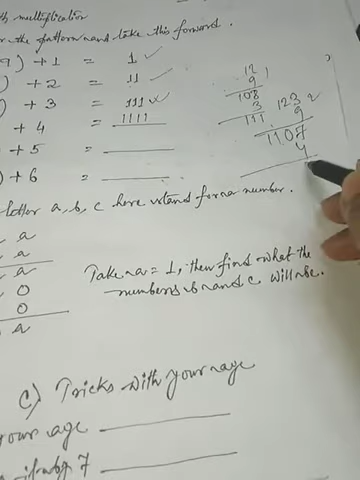 th multiplication
the pattern and take this forward.
9) + 1 = 1
) + 2 = 11
) + 3 = 111
+ 4 = 1111
+ 5 =
) + 6 =
12
9
108
3
111
123
9
1107
4
letter a, b, c here stand for a number.
a
a
a
0
0
a
Take a = 1, then find what the
numbers b and c will be.
C) Tricks with your age
your age
by 7